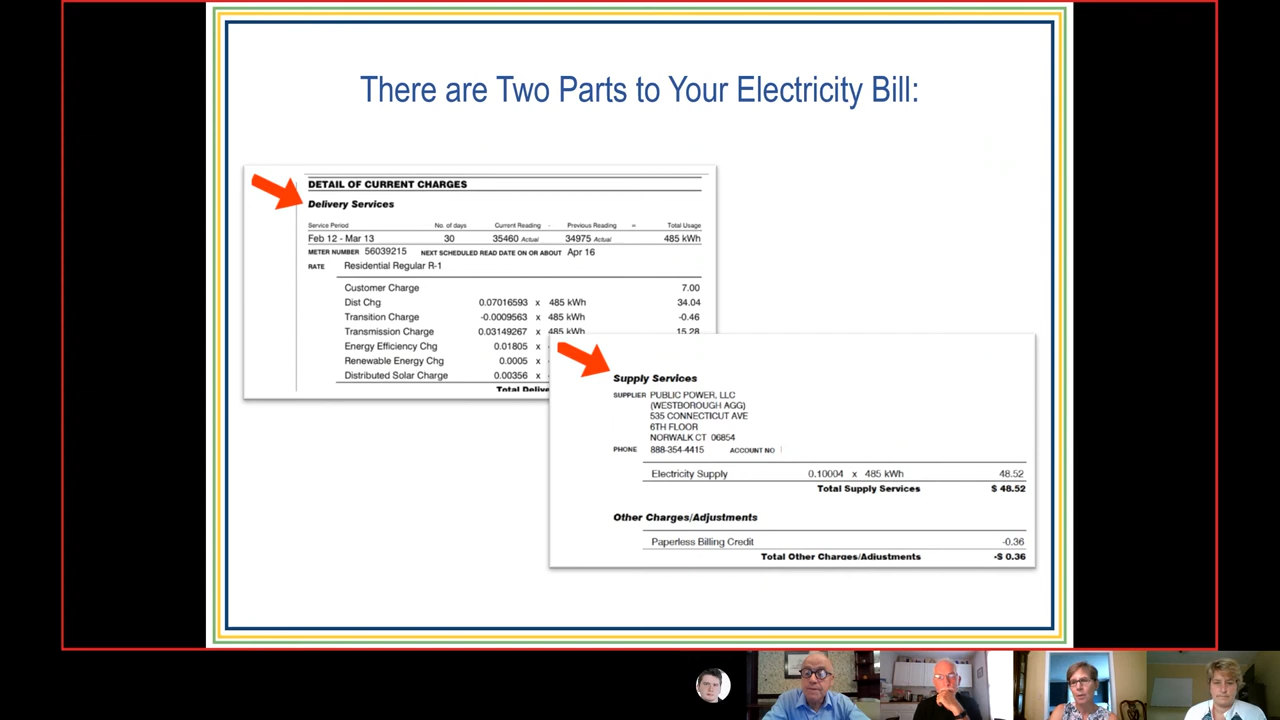 There are Two Parts to Your Electricity Bill:
DETAIL OF CURRENT CHARGES
Delivery Services
Service Period No. of days Current Reading - Previous Reading = Total Usage
Feb 12 - Mar 13 30 35460 Actual 34975 Actual 485 kWh
METER NUMBER 56039215 NEXT SCHEDULED READ DATE ON OR ABOUT Apr 16
RATE Residential Regular R-1
Customer Charge 7.00
Dist Chg 0.07016593 x 485 kWh 34.04
Transition Charge -0.0009563 x 485 kWh -0.46
Transmission Charge 0.03149267 x 485 kWh 15.28
Energy Efficiency Chg 0.01805 x
Renewable Energy Chg 0.0005 x
Distributed Solar Charge 0.00356 x
Total
Supply Services
SUPPLIER PUBLIC POWER, LLC
(WESTBOROUGH AGG)
535 CONNECTICUT AVE
6TH FLOOR
NORWALK CT 06854
PHONE 888-354-4415 ACCOUNT NO
Electricity Supply 0.10004 x 485 kWh 48.52
Total Supply Services $ 48.52
Other Charges/Adjustments
Paperless Billing Credit -0.36
Total Other Charges/Adjustments -$ 0.36